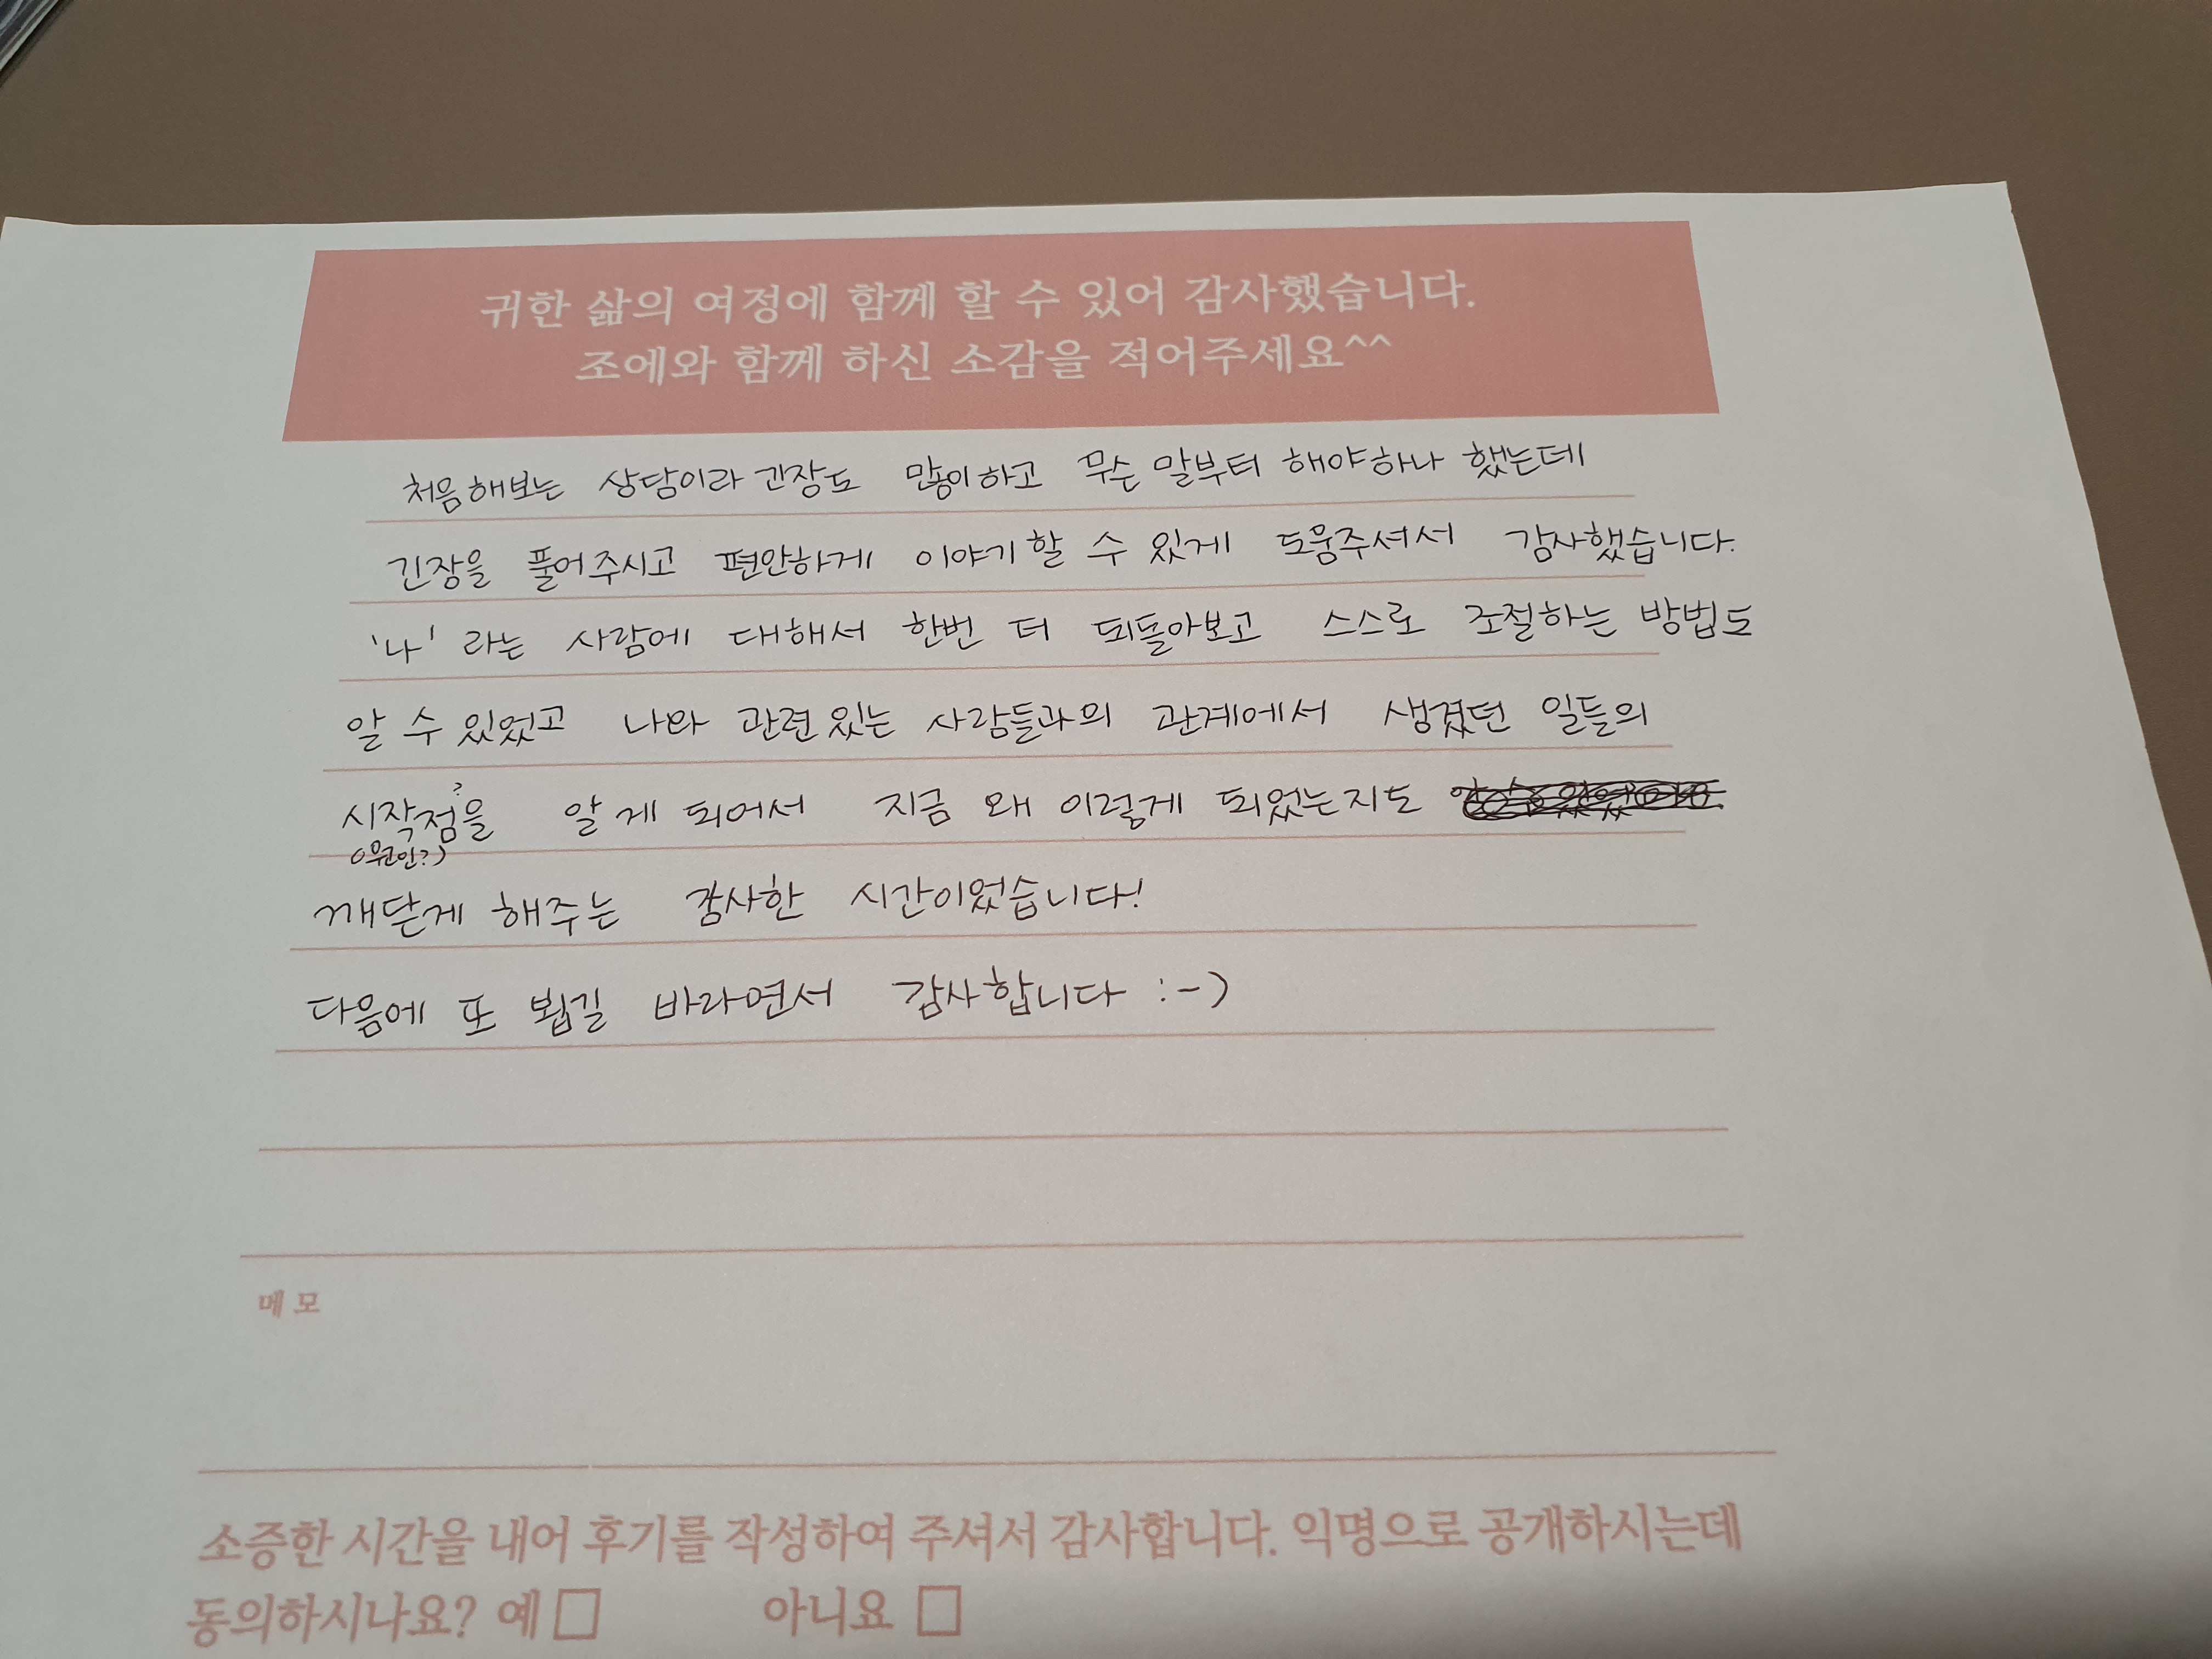 귀한 삶의 여정에 함께 할 수 있어 감사했습니다.
조에와 함께 하신 소감을 적어주세요^^
처음해보는 상담이라 긴장도 많이하고 무슨 말부터 해야하나 했는데
긴장을 풀어주시고 편안하게 이야기할 수 있게 도움주셔서 감사했습니다.
'나' 라는 사람에 대해서 한번 더 되돌아보고 스스로 조절하는 방법도
알 수 있었고 나와 관련있는 사람들과의 관계에서 생겼던 일들의
?
시작점을 알게 되어서 지금 왜 이렇게 되었는지도
(원인?)
깨닫게 해주는 감사한 시간이었습니다!
다음에 또 뵙길 바라면서 감사합니다 :-)
메모
소중한 시간을 내어 후기를 작성하여 주셔서 감사합니다. 익명으로 공개하시는데
동의하시나요? 예 □ 아니요 □